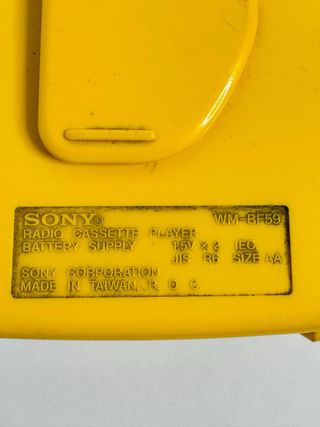 SONY® WM-BF59
RADIO CASSETTE PLAYER
BATTERY SUPPLY 1.5V × 2 IEC
JIS R6 SIZE AA
SONY CORPORATION
MADE IN TAIWAN, R. O. C